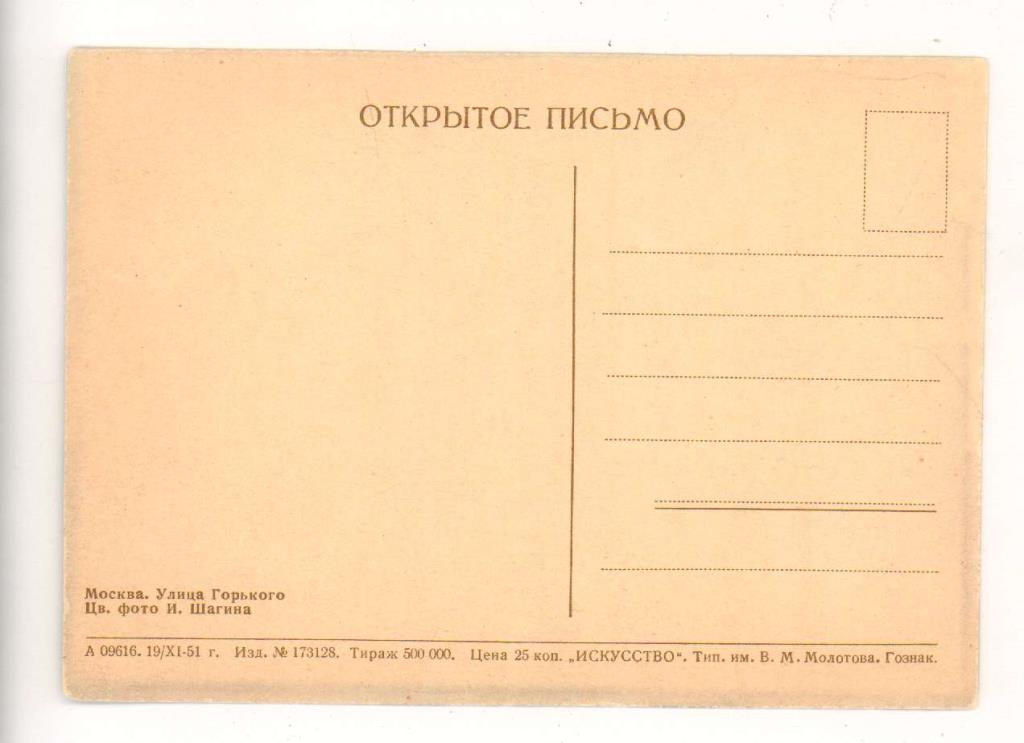 ОТКРЫТОЕ ПИСЬМО
Москва. Улица Горького
Цв. фото И. Шагина
А 09616. 19/XI-51 г. Изд. № 173128. Тираж 500 000. Цена 25 коп. „ИСКУССТВО“. Тип. им. В. М. Молотова. Гознак.